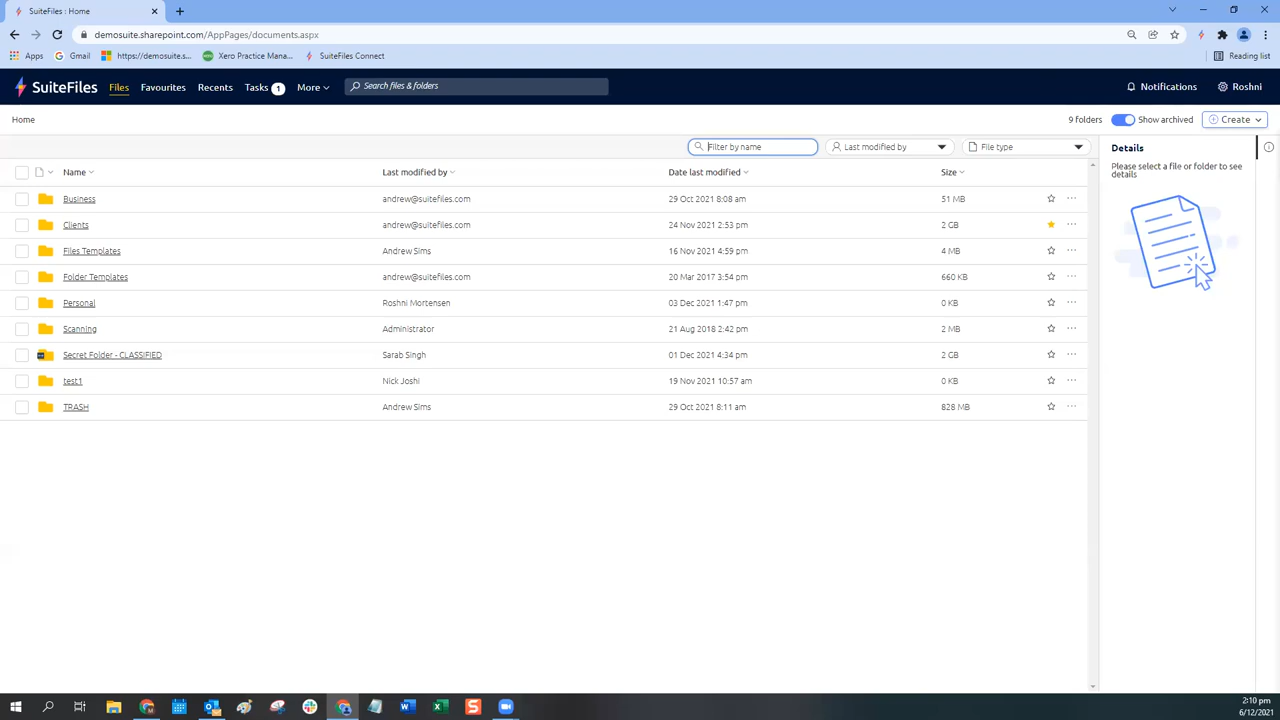 SuiteFiles : Home
demosuite.sharepoint.com/AppPages/documents.aspx
Apps Gmail https://demosuite.s... Xero Practice Mana... SuiteFiles Connect Reading list
SuiteFiles Files Favourites Recents Tasks 1 More Search files & folders Notifications Roshni
Home 9 folders Show archived Create
Filter by name Last modified by File type
Details
Please select a file or folder to see
details
Name Last modified by Date last modified Size
Business andrew@suitefiles.com 29 Oct 2021 8:08 am 51 MB
Clients andrew@suitefiles.com 24 Nov 2021 2:53 pm 2 GB
Files Templates Andrew Sims 16 Nov 2021 4:59 pm 4 MB
Folder Templates andrew@suitefiles.com 20 Mar 2017 3:54 pm 660 KB
Personal Roshni Mortensen 03 Dec 2021 1:47 pm 0 KB
Scanning Administrator 21 Aug 2018 2:42 pm 2 MB
Secret Folder - CLASSIFIED Sarab Singh 01 Dec 2021 4:34 pm 2 GB
test1 Nick Joshi 19 Nov 2021 10:57 am 0 KB
TRASH Andrew Sims 29 Oct 2021 8:11 am 828 MB
2:10 pm
6/12/2021